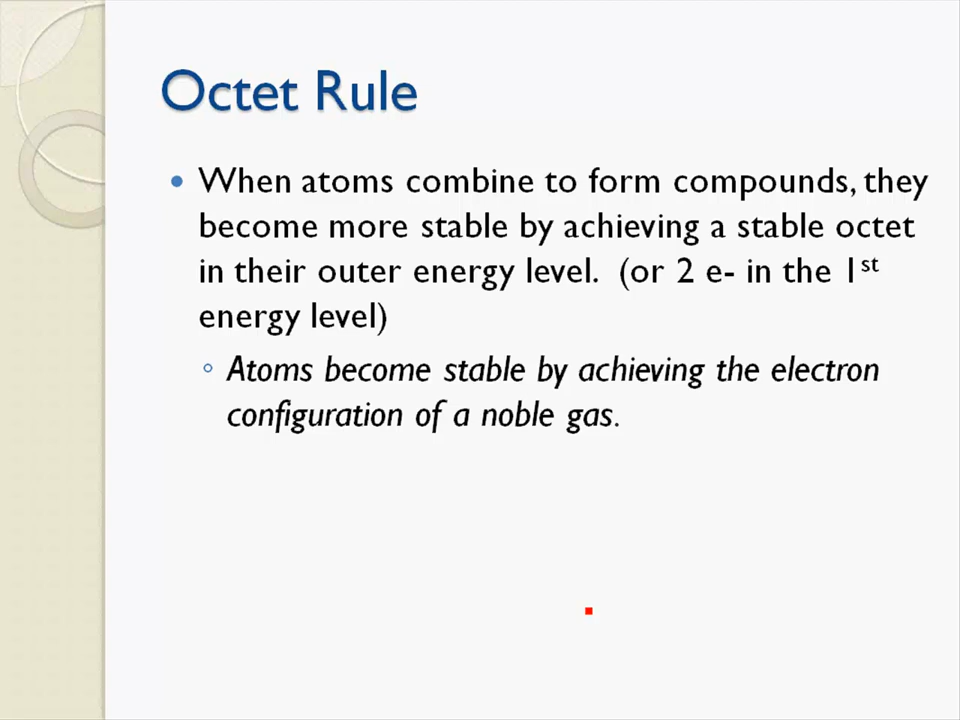 Octet Rule
• When atoms combine to form compounds, they
become more stable by achieving a stable octet
in their outer energy level.  (or 2 e- in the 1st
energy level)
◦ Atoms become stable by achieving the electron
configuration of a noble gas.